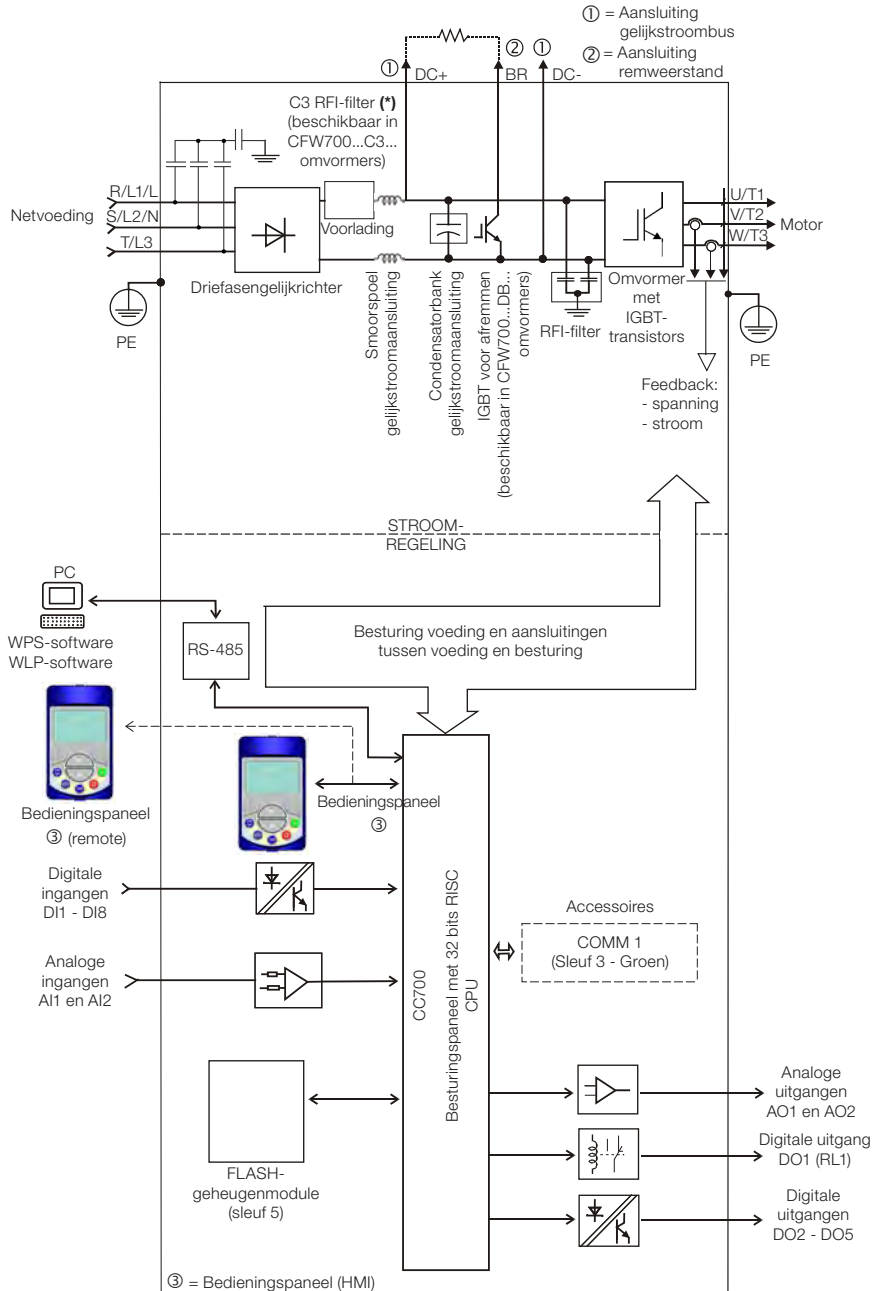 ① = Aansluiting
gelijkstroombus
② = Aansluiting
remweerstand
①
DC+
②
BR
①
DC-
C3 RFI-filter (*)
(beschikbaar in
CFW700...C3...
omvormers)
Netvoeding
R/L1/L
S/L2/N
T/L3
Driefasengelijkrichter
Voorlading
Smoorspoel
gelijkstroomaansluiting
Condensatorbank
gelijkstroomaansluiting
IGBT voor afremmen
(beschikbaar in CFW700...DB...
omvormers)
RFI-filter
Omvormer
met
IGBT-
transistors
U/T1
V/T2
W/T3
Motor
PE
PE
Feedback:
- spanning
- stroom
STROOM-
REGELING
PC
WPS-software
WLP-software
RS-485
Besturing voeding en aansluitingen
tussen voeding en besturing
Bedieningspaneel
③ (remote)
Bedieningspaneel
③
Digitale
ingangen
DI1 - DI8
Analoge
ingangen
AI1 en AI2
FLASH-
geheugenmodule
(sleuf 5)
CC700
Besturingspaneel met 32 bits RISC
CPU
Accessoires
COMM 1
(Sleuf 3 - Groen)
Analoge
uitgangen
AO1 en AO2
Digitale uitgang
DO1 (RL1)
Digitale
uitgangen
DO2 - DO5
③ = Bedieningspaneel (HMI)